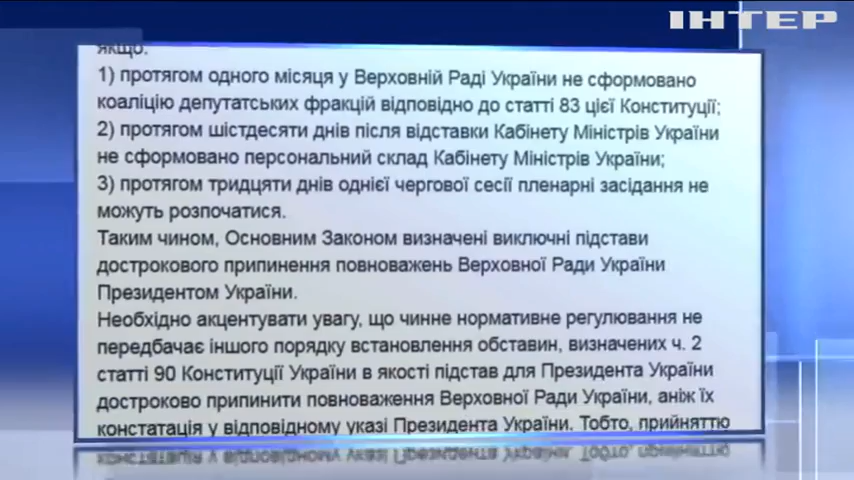 ІНТЕР
якщо:
1) протягом одного місяця у Верховній Раді України не сформовано
коаліцію депутатських фракцій відповідно до статті 83 цієї Конституції;
2) протягом шістдесяти днів після відставки Кабінету Міністрів України
не сформовано персональний склад Кабінету Міністрів України;
3) протягом тридцяти днів однієї чергової сесії пленарні засідання не
можуть розпочатися.
Таким чином, Основним Законом визначені виключні підстави
дострокового припинення повноважень Верховної Ради України
Президентом України.
Необхідно акцентувати увагу, що чинне нормативне регулювання не
передбачає іншого порядку встановлення обставин, визначених ч. 2
статті 90 Конституції України в якості підстав для Президента України
достроково припинити повноваження Верховної Ради України, аніж їх
констатація у відповідному указі Президента України. Тобто, прийняттю